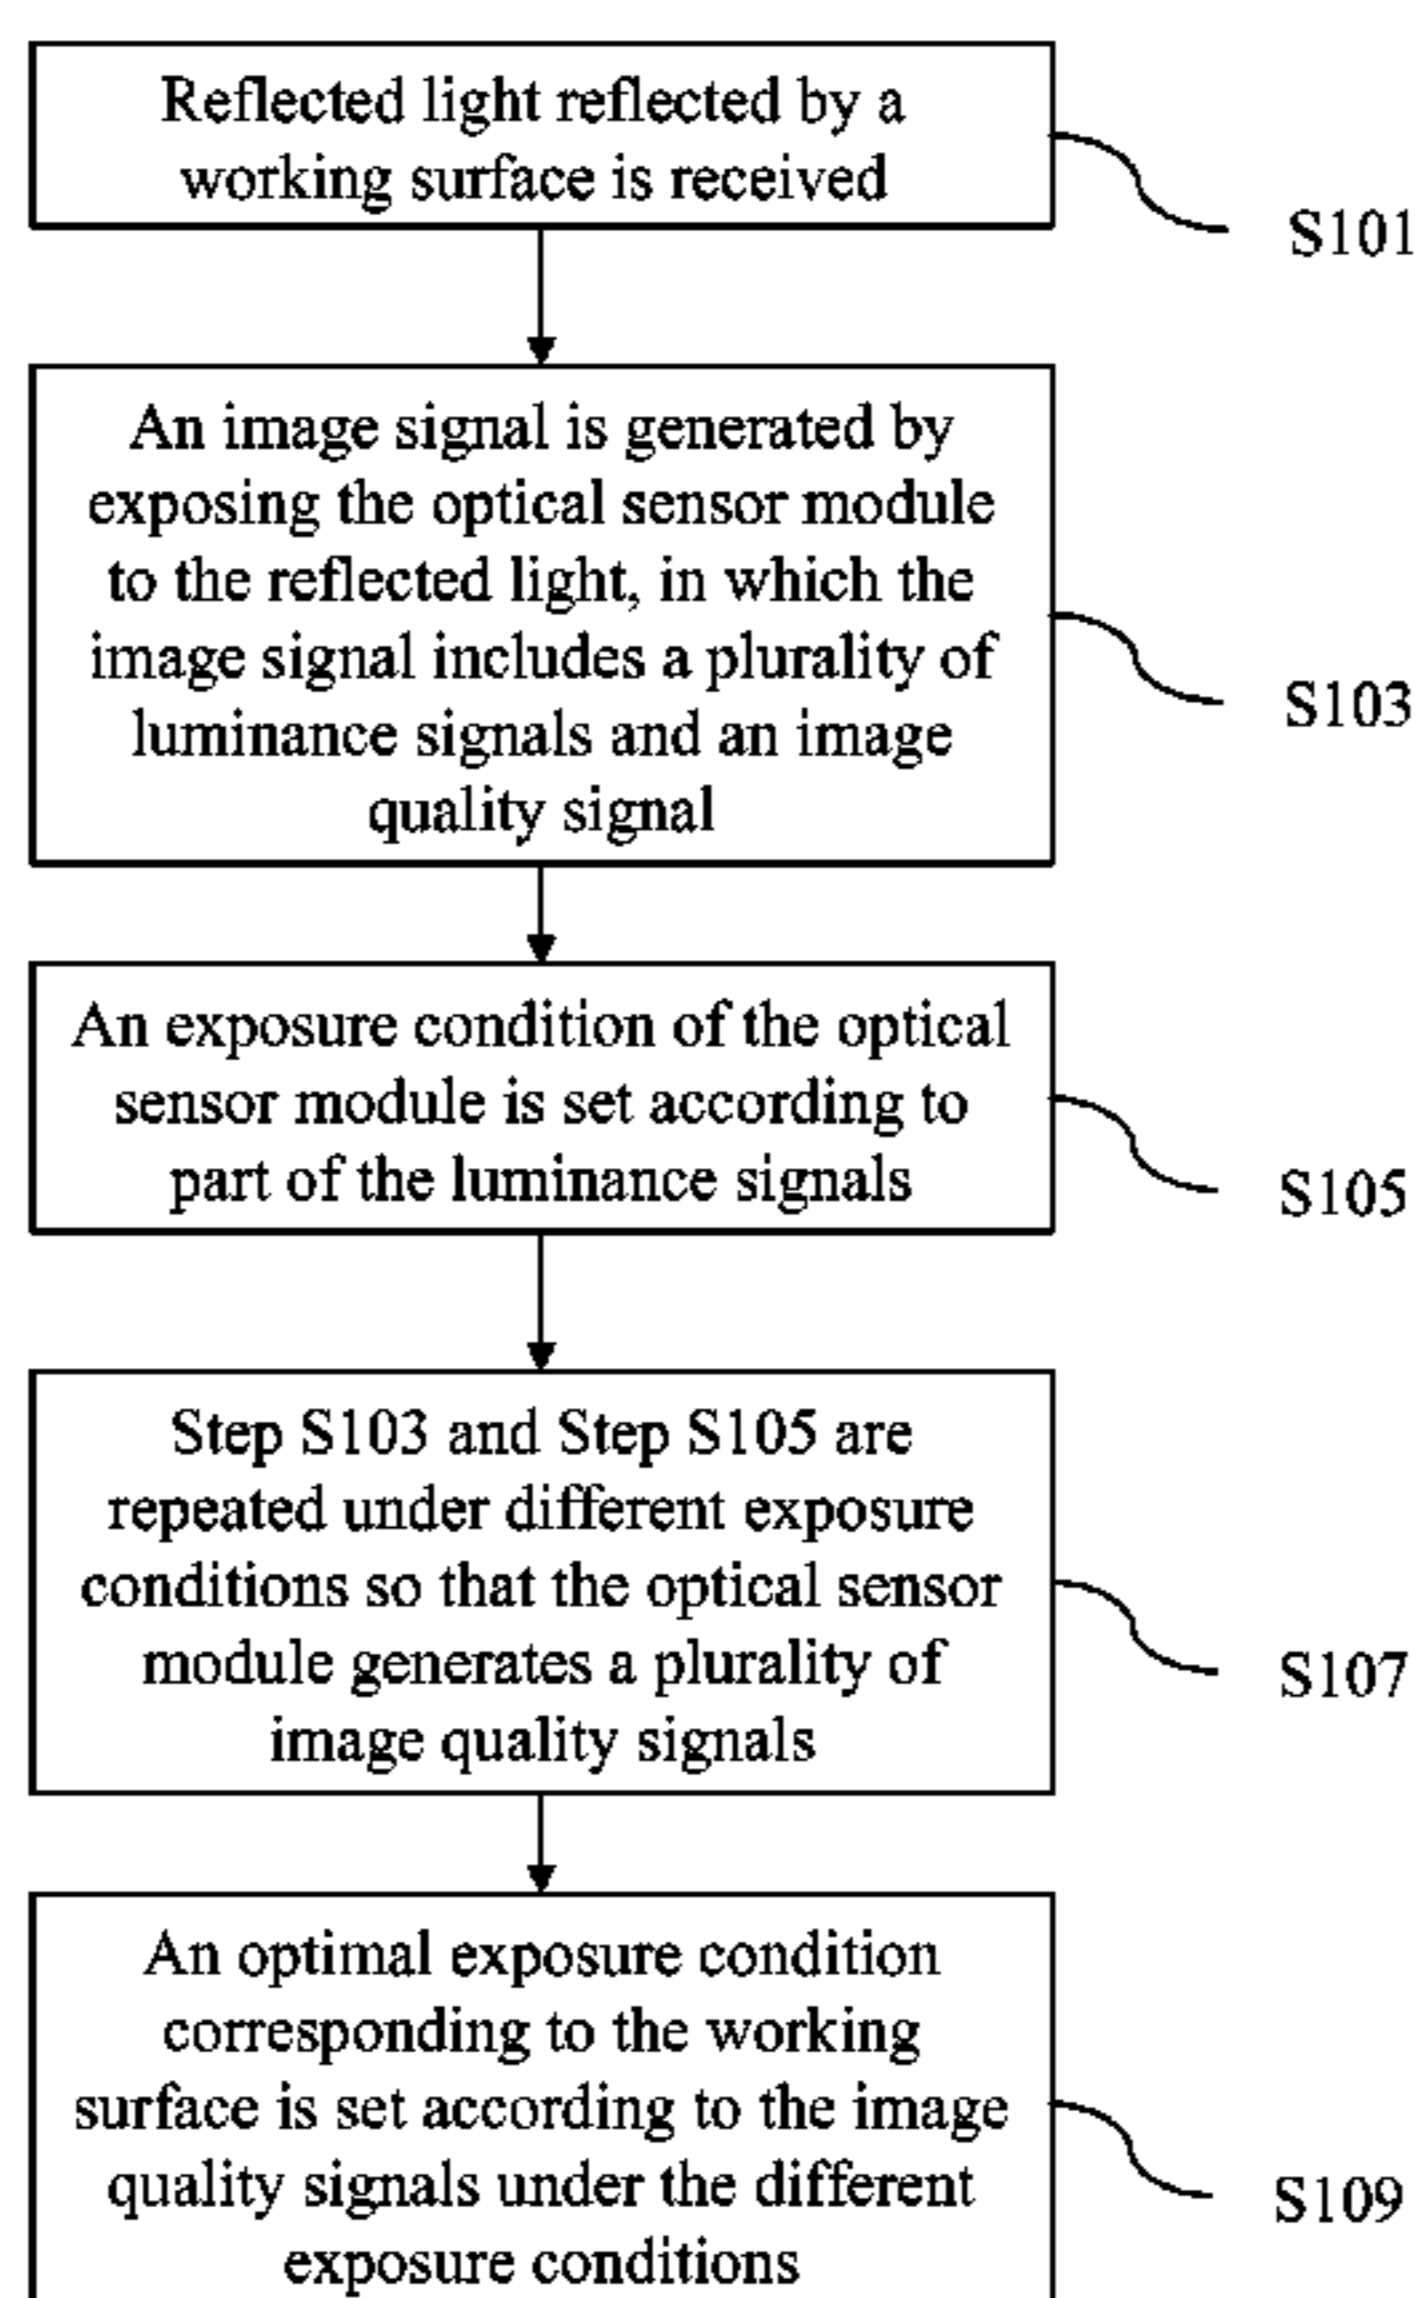 Reflected light reflected by a
working surface is received
S101
An image signal is generated by
exposing the optical sensor module
to the reflected light, in which the
image signal includes a plurality of
luminance signals and an image
quality signal
S103
An exposure condition of the optical
sensor module is set according to
part of the luminance signals
S105
Step S103 and Step S105 are
repeated under different exposure
conditions so that the optical sensor
module generates a plurality of
image quality signals
S107
An optimal exposure condition
corresponding to the working
surface is set according to the image
quality signals under the different
exposure conditions
S109